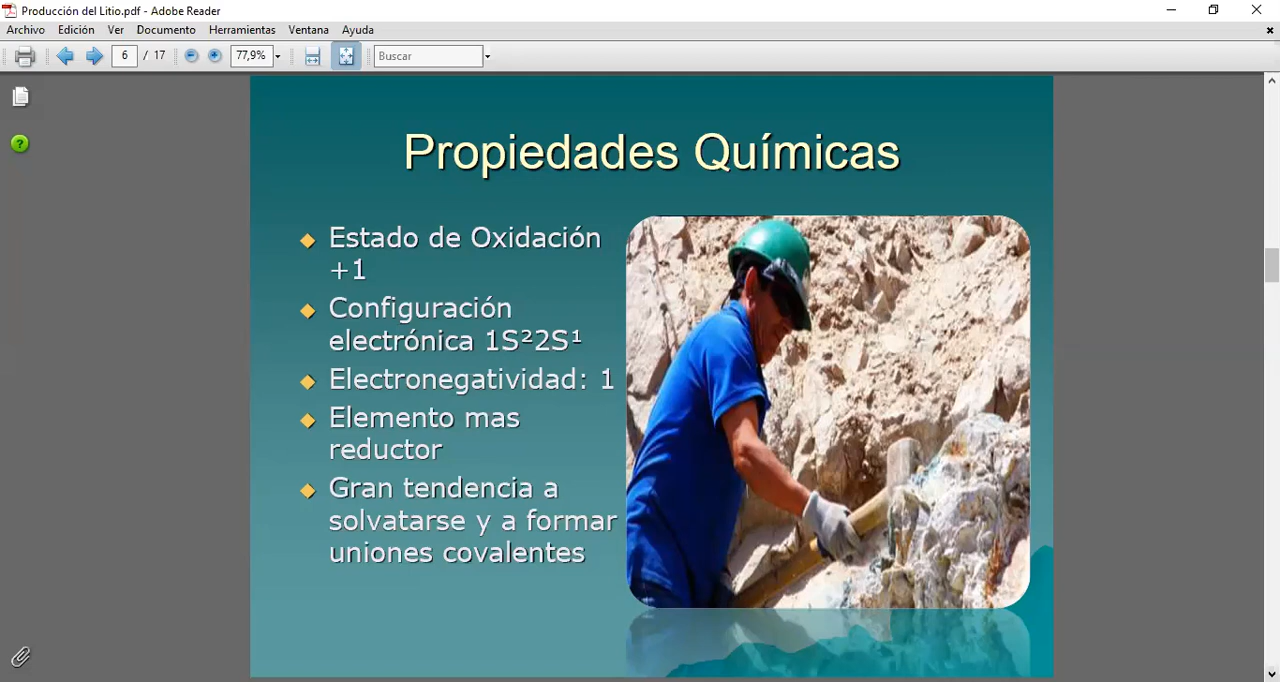 Producción del Litio.pdf - Adobe Reader
Archivo Edición Ver Documento Herramientas Ventana Ayuda
6 / 17 77,9% Buscar
Propiedades Químicas
Estado de Oxidación
+1
Configuración
electrónica 1S²2S¹
Electronegatividad: 1
Elemento mas
reductor
Gran tendencia a
solvatarse y a formar
uniones covalentes